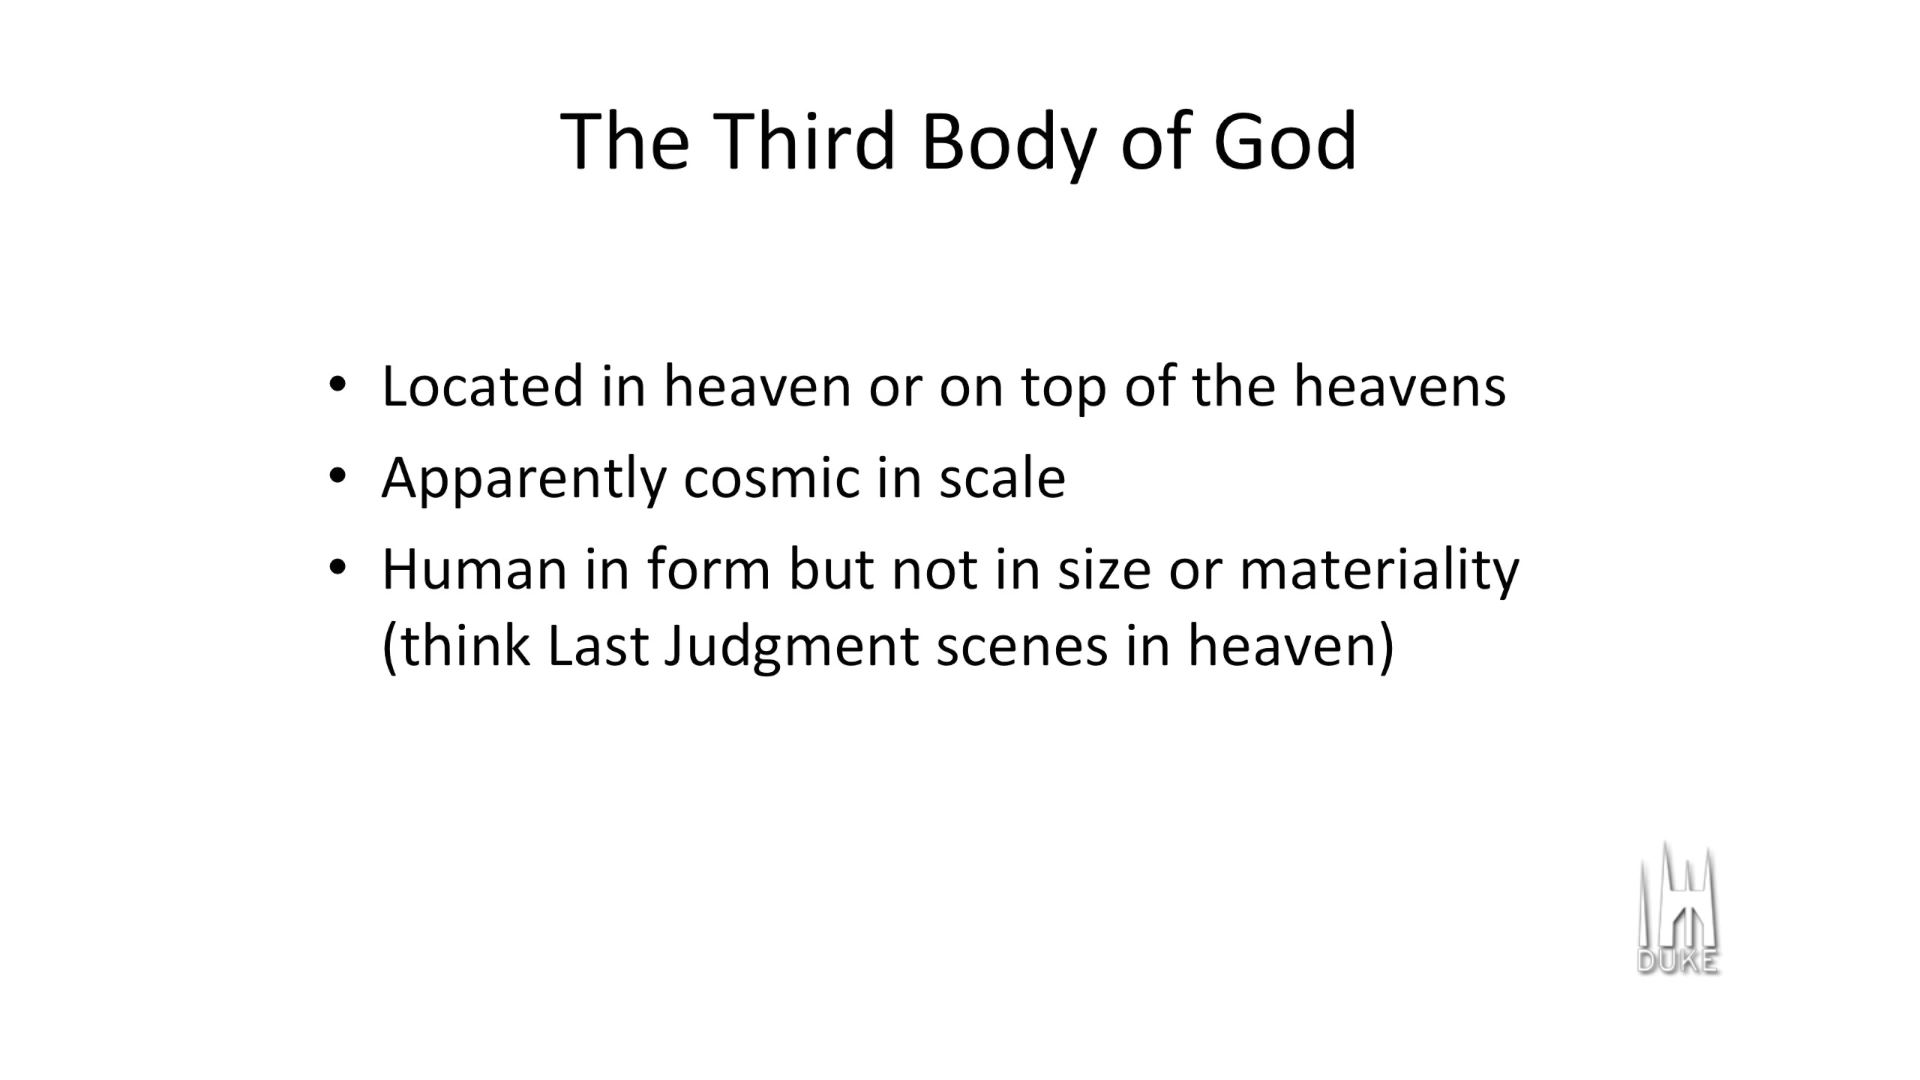 The Third Body of God
• Located in heaven or on top of the heavens
• Apparently cosmic in scale
• Human in form but not in size or materiality
(think Last Judgment scenes in heaven)
DUKE